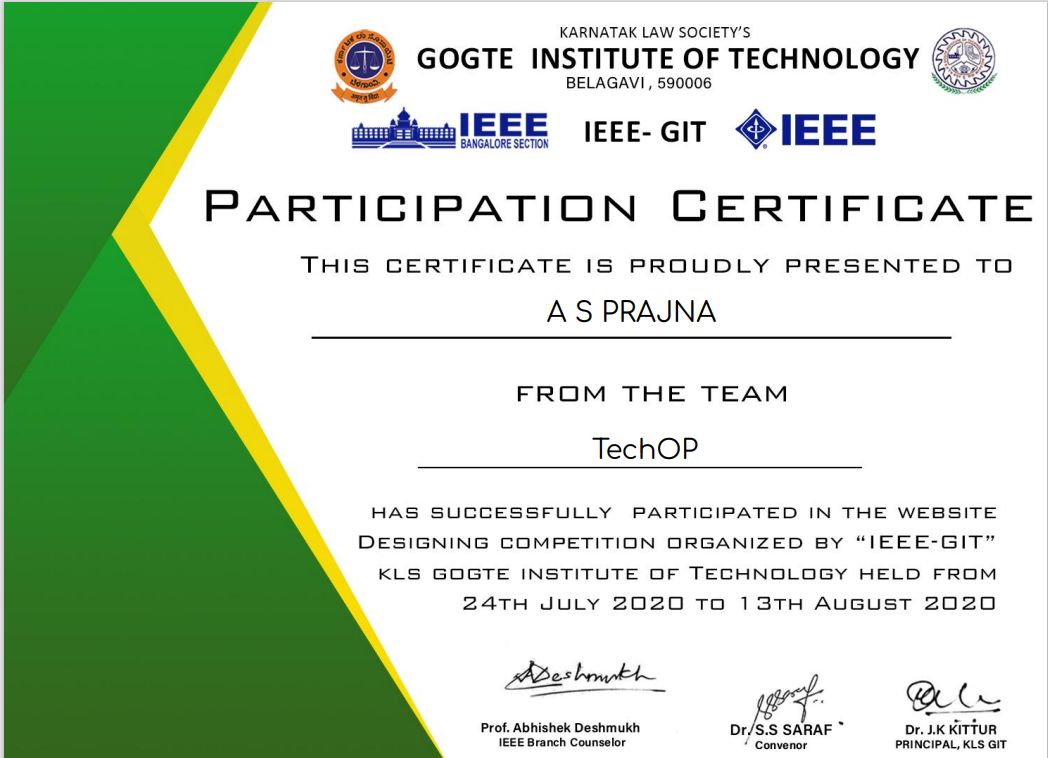 KARNATAK LAW SOCIETY'S
GOGTE INSTITUTE OF TECHNOLOGY
BELAGAVI, 590006
IEEE
BANGALORE SECTION
IEEE- GIT
IEEE
PARTICIPATION CERTIFICATE
THIS CERTIFICATE IS PROUDLY PRESENTED TO
A S PRAJNA
FROM THE TEAM
TechOP
HAS SUCCESSFULLY PARTICIPATED IN THE WEBSITE
DESIGNING COMPETITION ORGANIZED BY “IEEE-GIT”
KLS GOGTE INSTITUTE OF TECHNOLOGY HELD FROM
24TH JULY 2020 TO 13TH AUGUST 2020
ADeshmukh
Prof. Abhishek Deshmukh
IEEE Branch Counselor
Dr. S.S SARAF
Convenor
Dr. J.K KITTUR
PRINCIPAL, KLS GIT